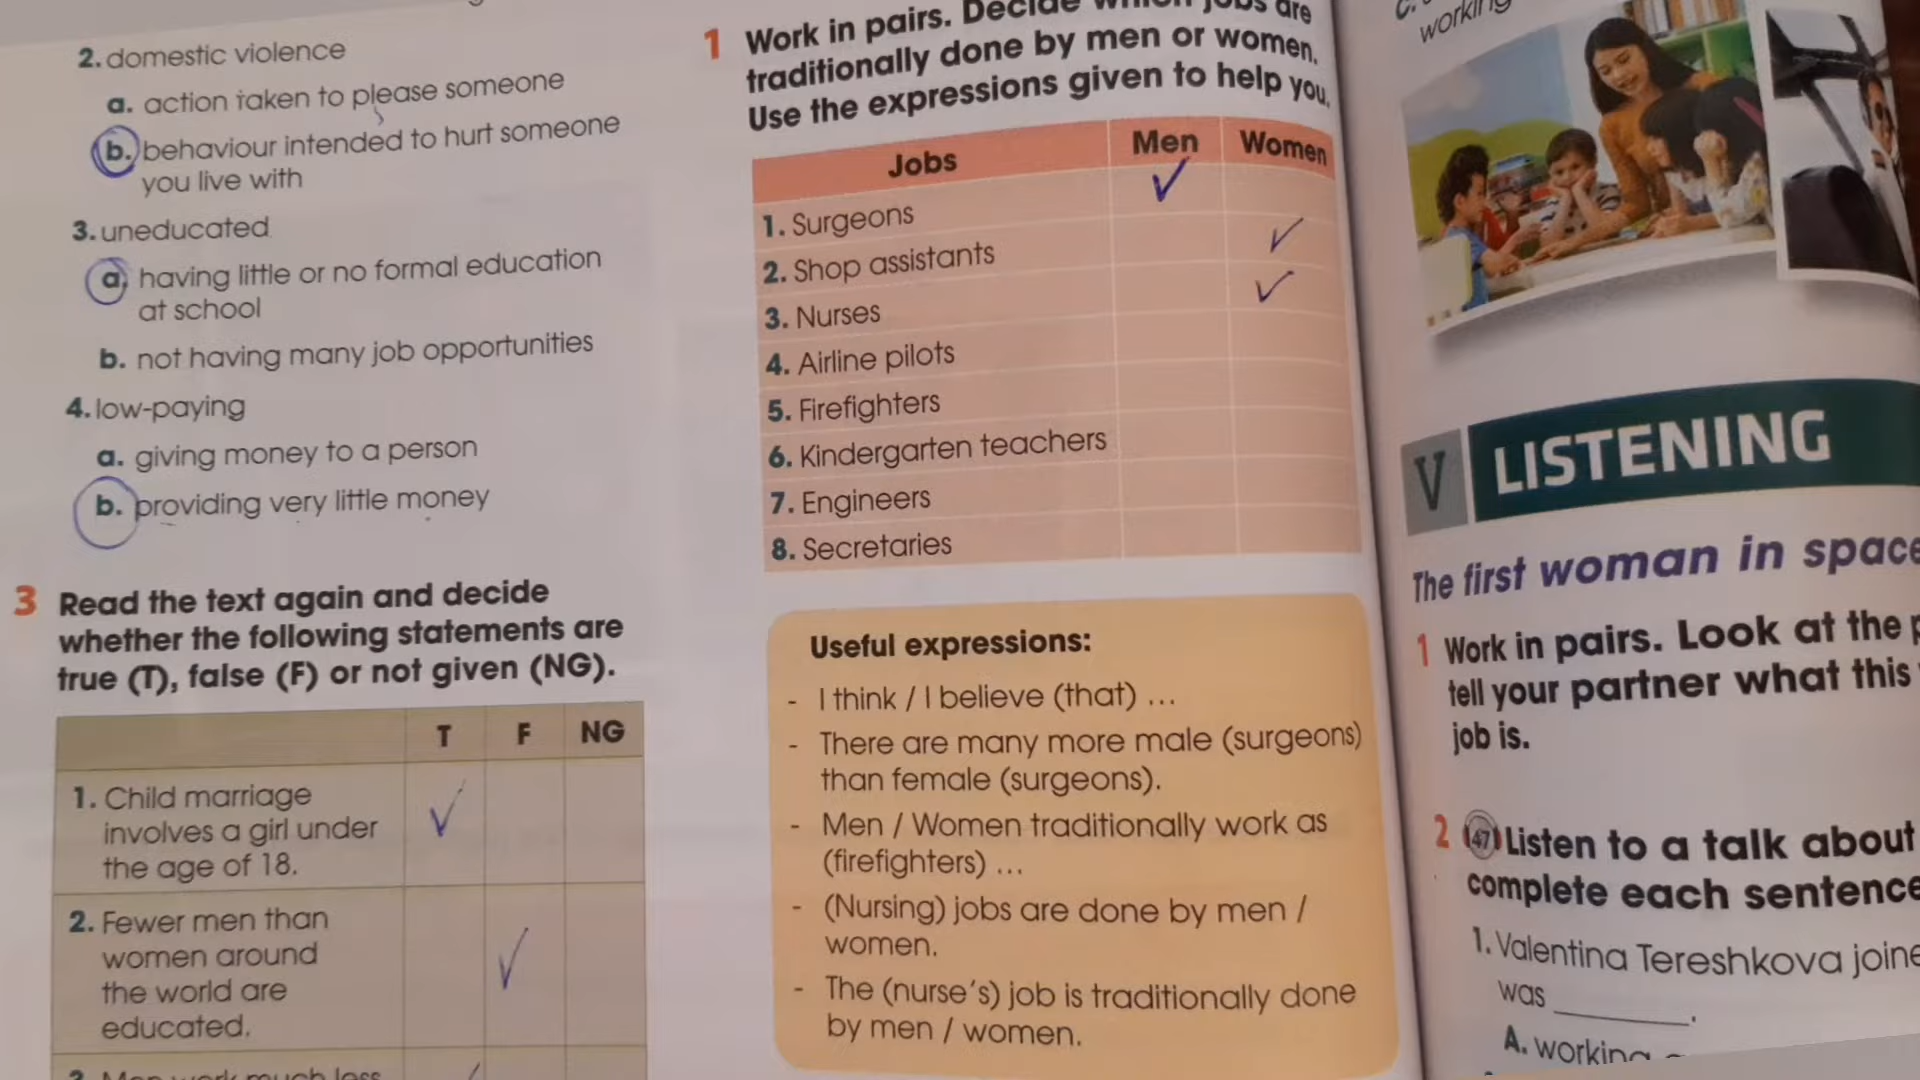 2. domestic violence
a. action taken to please someone
b. behaviour intended to hurt someone
you live with
3. uneducated
a. having little or no formal education
at school
b. not having many job opportunities
4. low-paying
a. giving money to a person
b. providing very little money
3 Read the text again and decide
whether the following statements are
true (T), false (F) or not given (NG).
T F NG
1. Child marriage
involves a girl under
the age of 18.
2. Fewer men than
women around
the world are
educated.
1 Work in pairs. Decide which jobs are
traditionally done by men or women.
Use the expressions given to help you.
Jobs Men Women
1. Surgeons
2. Shop assistants
3. Nurses
4. Airline pilots
5. Firefighters
6. Kindergarten teachers
7. Engineers
8. Secretaries
Useful expressions:
- I think / I believe (that) ...
- There are many more male (surgeons)
than female (surgeons).
- Men / Women traditionally work as
(firefighters) ...
- (Nursing) jobs are done by men /
women.
- The (nurse's) job is traditionally done
by men / women.
working
V LISTENING
The first woman in space
1 Work in pairs. Look at the
tell your partner what this
job is.
2 47 Listen to a talk about
complete each sentence
1. Valentina Tereshkova
was ________.
A. working